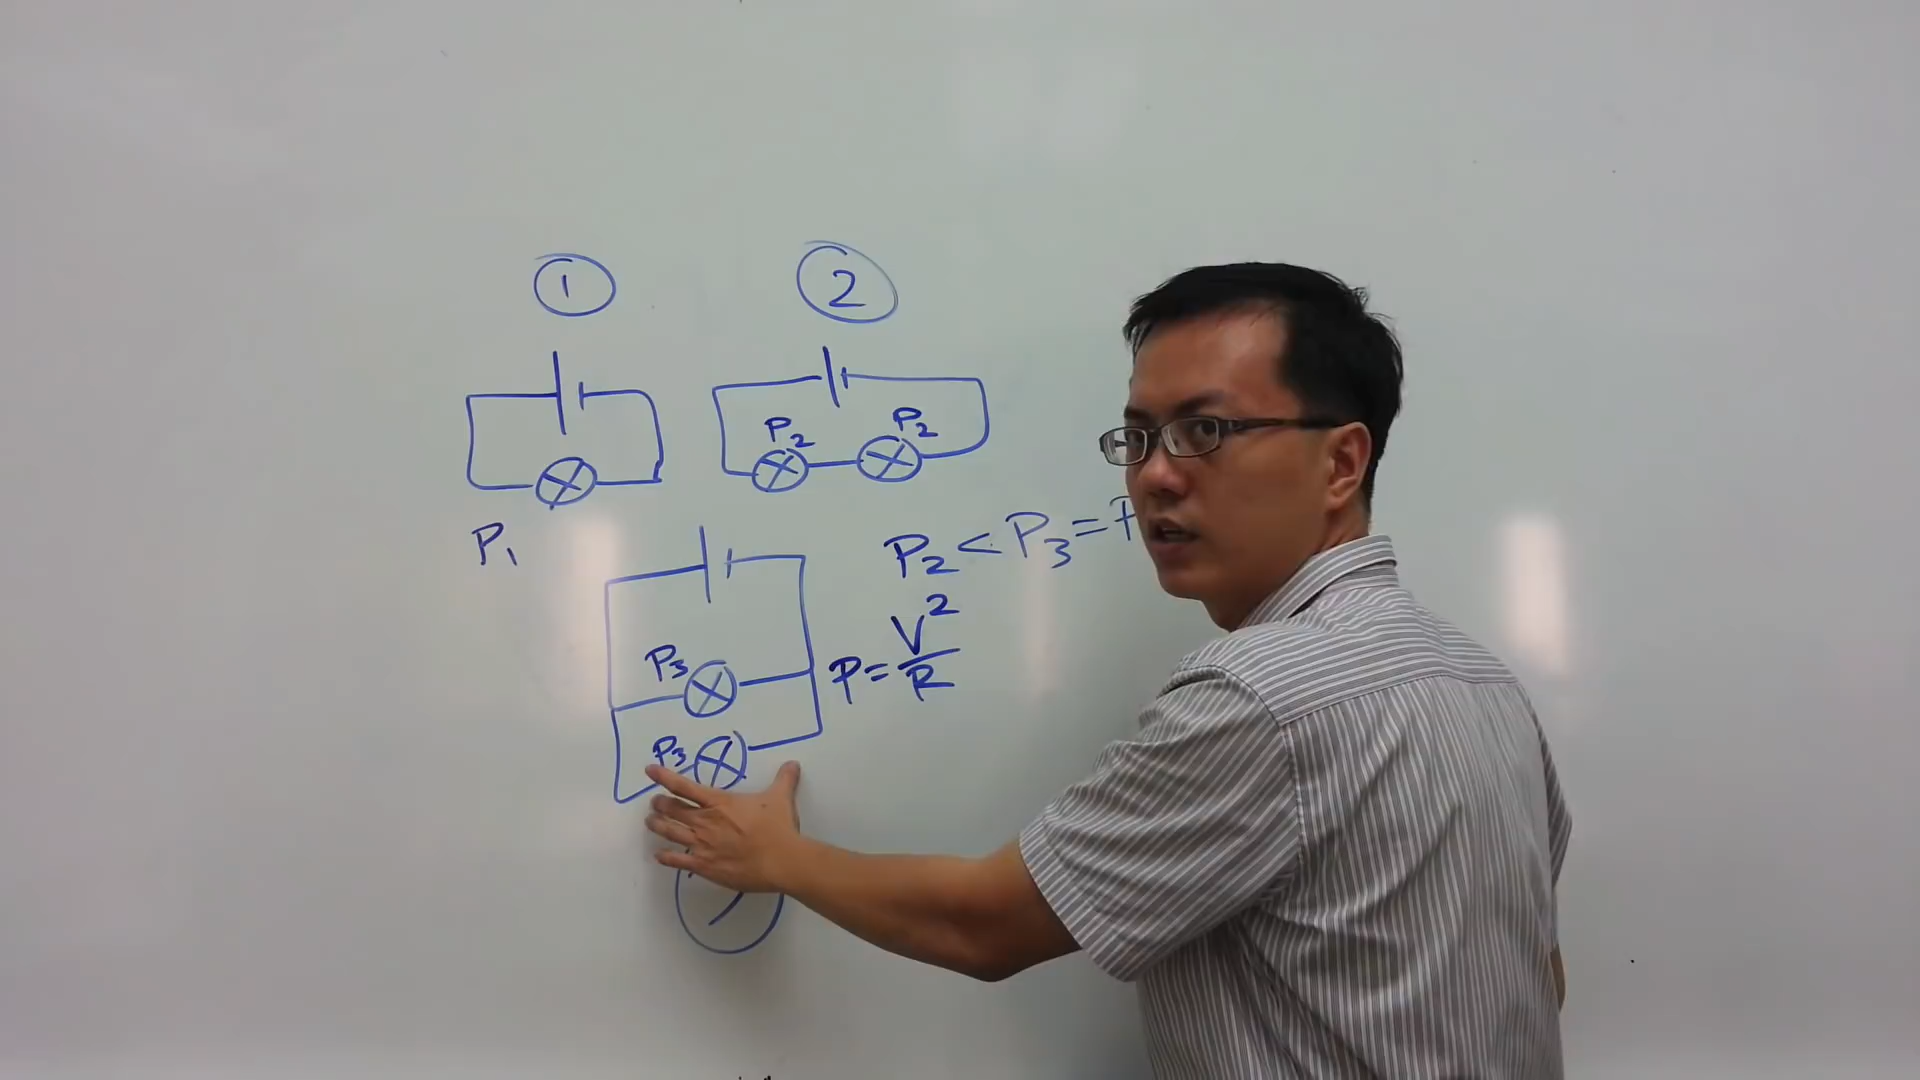 1
2
P₂ P₂
P₁
P₂ < P₃ =
P₃
P = V²/R
P₃